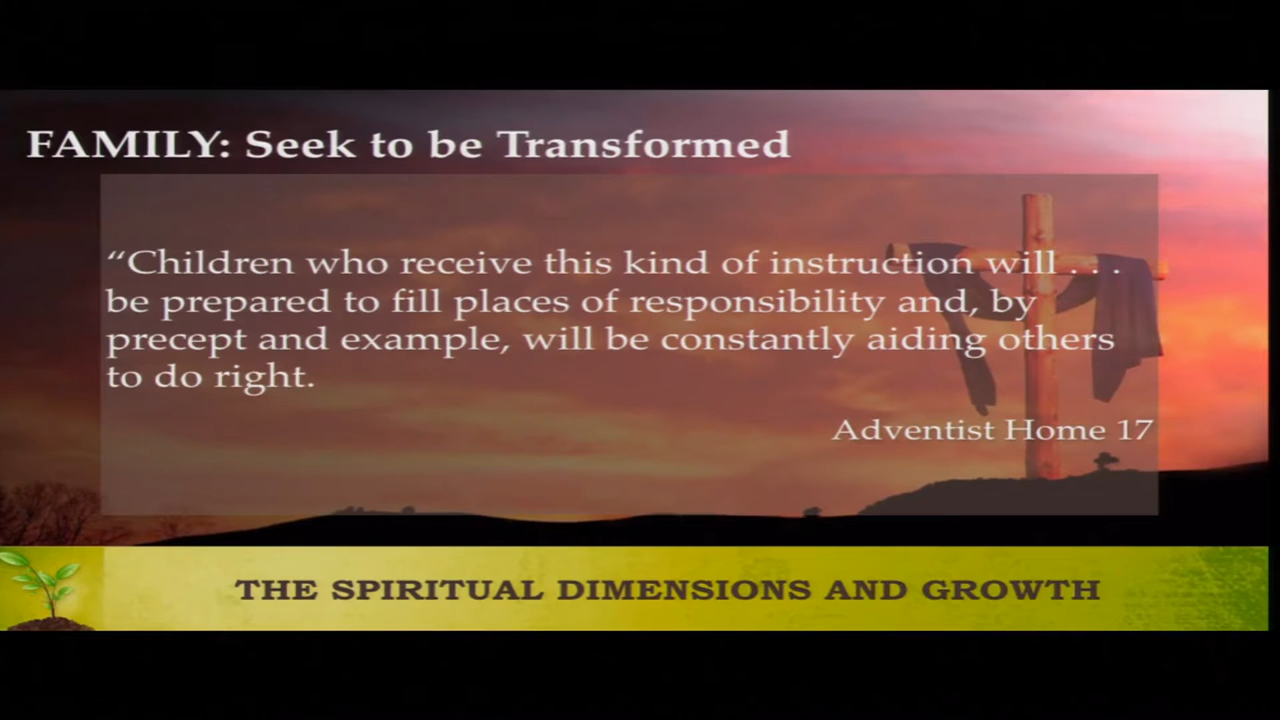 FAMILY: Seek to be Transformed
“Children who receive this kind of instruction will . . .
be prepared to fill places of responsibility and, by
precept and example, will be constantly aiding others
to do right.
Adventist Home 17
THE SPIRITUAL DIMENSIONS AND GROWTH